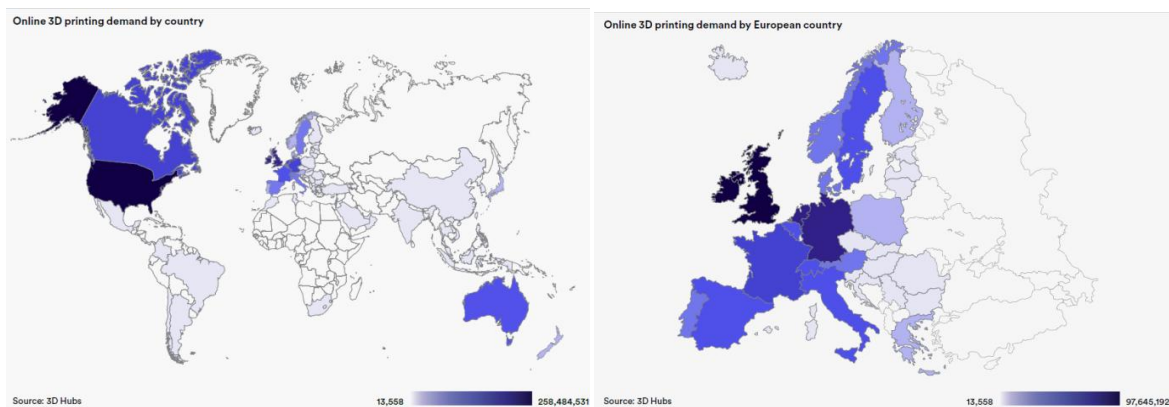 Online 3D printing demand by country
Source: 3D Hubs
13,558
258,484,531
Online 3D printing demand by European country
Source: 3D Hubs
13,558
97,645,192